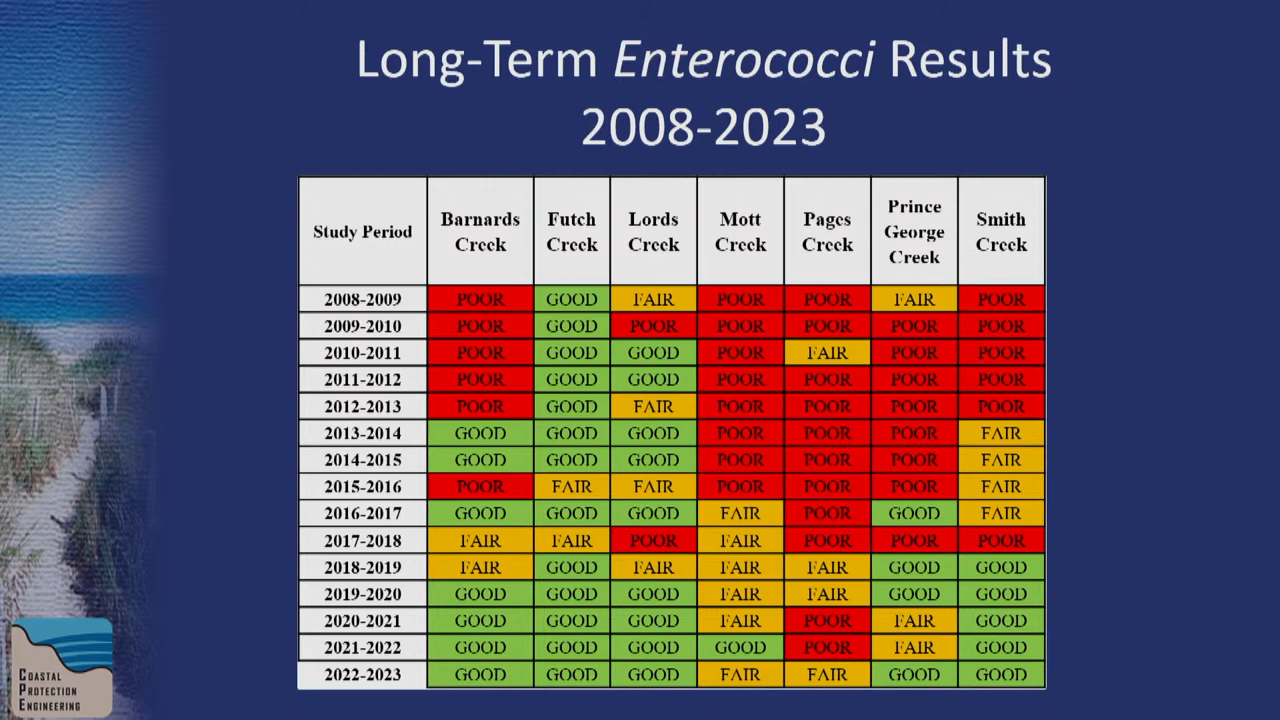 Long-Term Enterococci Results
2008-2023
Study Period Barnards Creek Futch Creek Lords Creek Mott Creek Pages Creek Prince George Creek Smith Creek
2008-2009 POOR GOOD FAIR POOR POOR FAIR POOR
2009-2010 POOR GOOD POOR POOR POOR POOR POOR
2010-2011 POOR GOOD GOOD POOR FAIR POOR POOR
2011-2012 POOR GOOD GOOD POOR POOR POOR POOR
2012-2013 POOR GOOD FAIR POOR POOR POOR POOR
2013-2014 GOOD GOOD GOOD POOR POOR POOR FAIR
2014-2015 GOOD GOOD GOOD POOR POOR POOR FAIR
2015-2016 POOR FAIR FAIR POOR POOR POOR FAIR
2016-2017 GOOD GOOD GOOD FAIR POOR GOOD FAIR
2017-2018 FAIR FAIR POOR FAIR POOR POOR POOR
2018-2019 FAIR GOOD FAIR FAIR FAIR GOOD GOOD
2019-2020 GOOD GOOD GOOD FAIR FAIR GOOD GOOD
2020-2021 GOOD GOOD GOOD FAIR POOR FAIR GOOD
2021-2022 GOOD GOOD GOOD GOOD POOR FAIR GOOD
2022-2023 GOOD GOOD GOOD FAIR FAIR GOOD GOOD
COASTAL
PROTECTION
ENGINEERING